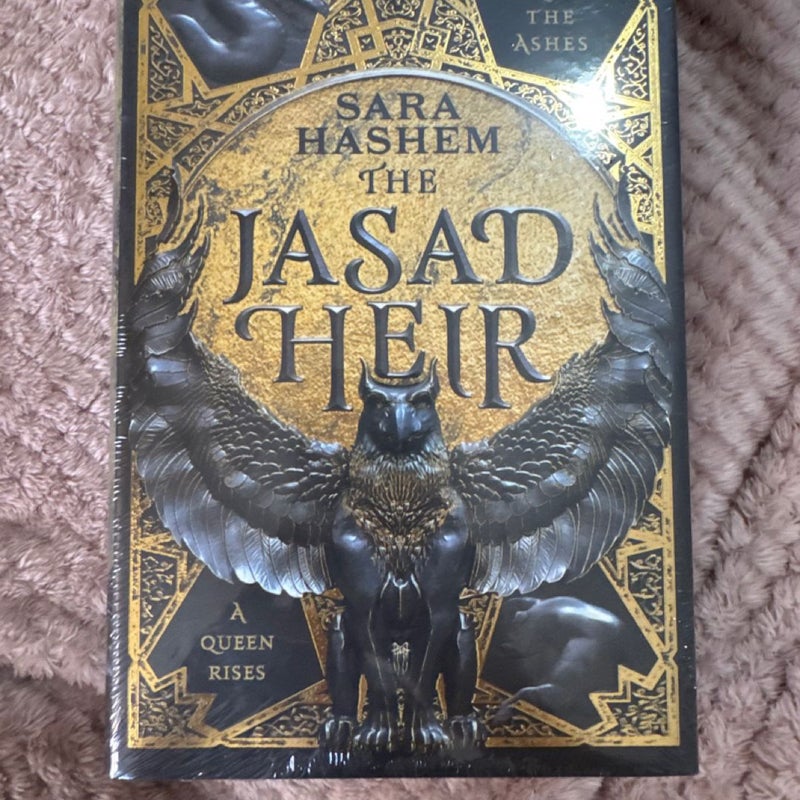 THE
ASHES
SARA
HASHEM
THE
JASAD
HEIR
A
QUEEN
RISES